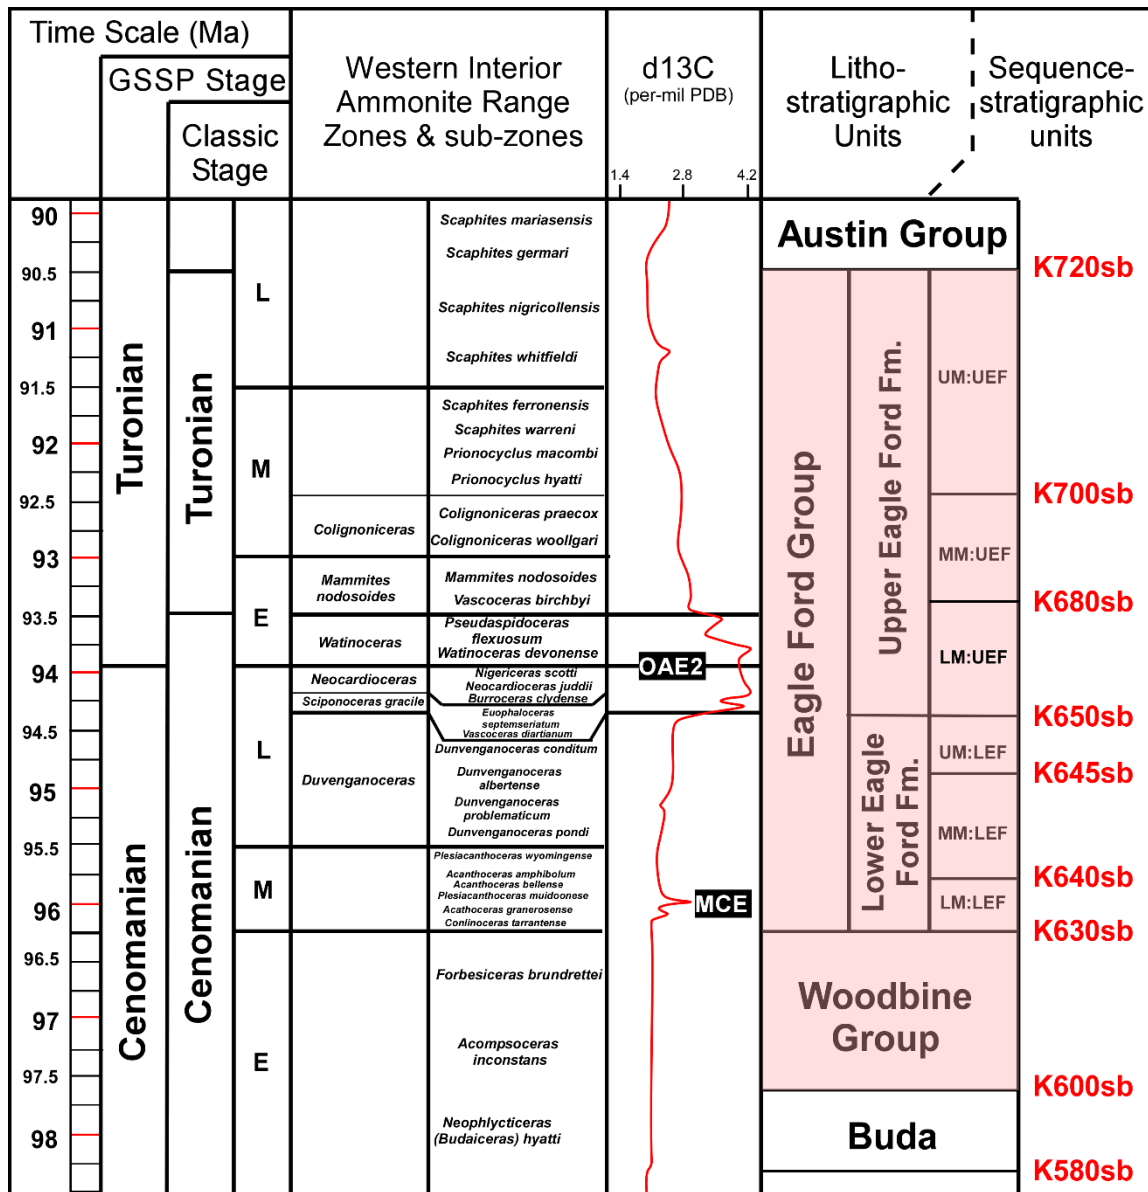 Time Scale (Ma)
GSSP Stage
Classic
Stage
Western Interior
Ammonite Range
Zones & sub-zones
d13C
(per-mil PDB)
1.4 2.8 4.2
Litho-
stratigraphic
Units
Sequence-
stratigraphic
units
90
90.5
91
91.5
92
92.5
93
93.5
94
94.5
95
95.5
96
96.5
97
97.5
98
Turonian
Cenomanian
Turonian
Cenomanian
L
M
E
L
M
E
Colignoniceras
Mammites
nodosoides
Watinoceras
Neocardioceras
Sciponoceras gracile
Duvenganoceras
Scaphites mariasensis
Scaphites germari
Scaphites nigricollensis
Scaphites whitfieldi
Scaphites ferronensis
Scaphites warreni
Prionocyclus macombi
Prionocyclus hyatti
Colignoniceras praecox
Colignoniceras woollgari
Mammites nodosoides
Vascoceras birchbyi
Pseudaspidoceras
flexuosum
Watinoceras devonense
Nigericeras scotti
Neocardioceras juddii
Burroceras clydense
Euophaloceras
septemseriatum
Vascoceras diartianum
Dunvenganoceras conditum
Dunvenganoceras
albertense
Dunvenganoceras
problematicum
Dunvenganoceras pondi
Plesiacanthoceras wyomingense
Acanthoceras amphibolum
Acanthoceras bellense
Plesiacanthoceras muidoonese
Acathoceras granerosense
Conlinoceras tarrantense
Forbesiceras brundrettei
Acompsoceras
inconstans
Neophlycticeras
(Budaiceras) hyatti
OAE2
MCE
Austin Group
Eagle Ford Group
Upper Eagle Ford Fm.
Lower Eagle
Ford Fm.
UM:UEF
MM:UEF
LM:UEF
UM:LEF
MM:LEF
LM:LEF
Woodbine
Group
Buda
K720sb
K700sb
K680sb
K650sb
K645sb
K640sb
K630sb
K600sb
K580sb